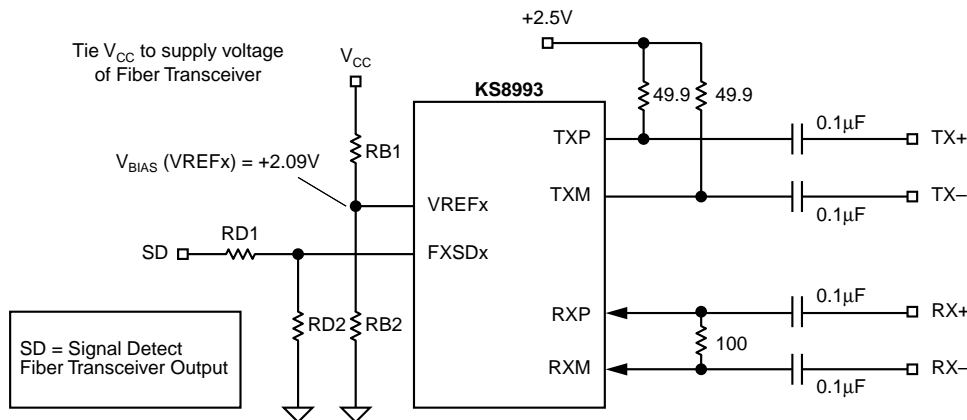 +2.5V
Tie VCC to supply voltage
of Fiber Transceiver
VCC
KS8993
49.9
49.9
TXP
0.1µF
TX+
RB1
VBIAS (VREFx) = +2.09V
TXM
TX–
0.1µF
VREFx
SD
RD1
FXSDx
RD2
RB2
RXP
0.1µF
RX+
100
RXM
RX–
0.1µF
SD = Signal Detect
Fiber Transceiver Output